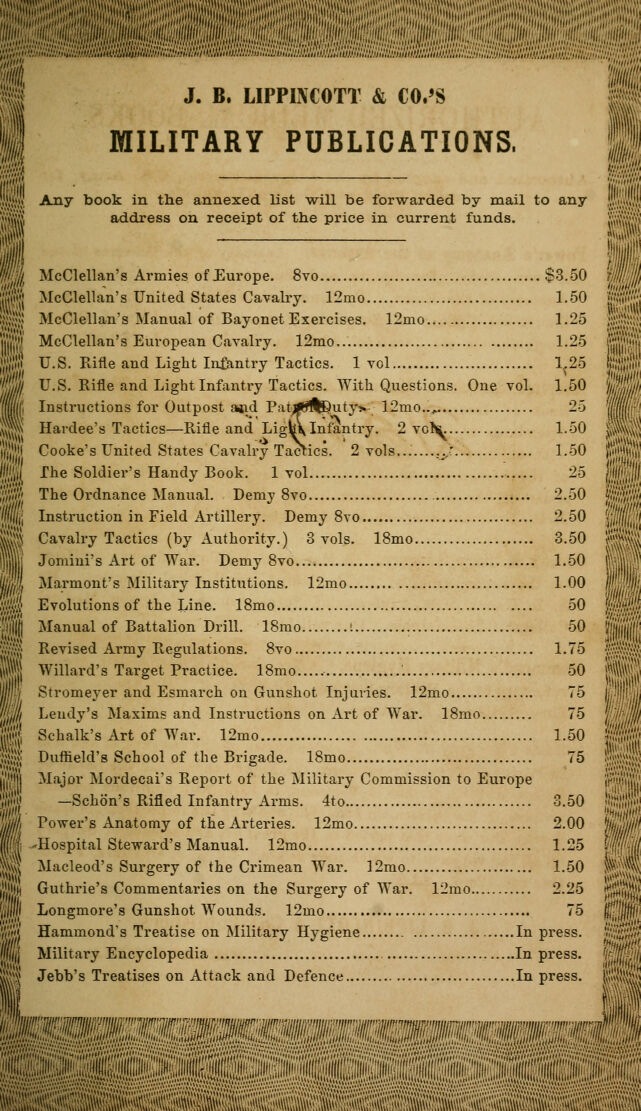 J. B. LIPPINCOTT & CO.'S
MILITARY PUBLICATIONS.
Any book in the annexed list will be forwarded by mail to any
address on receipt of the price in current funds.
McClellan's Armies of Europe. 8vo........ $3.50
McClellan's United States Cavalry. 12mo........ 1.50
McClellan's Manual of Bayonet Exercises. 12mo........ 1.25
McClellan's European Cavalry. 12mo........ 1.25
U.S. Rifle and Light Infantry Tactics. 1 vol........ 1.25
U.S. Rifle and Light Infantry Tactics. With Questions. One vol. 1.50
Instructions for Outpost and Patrol Duty. 12mo........ 25
Hardee's Tactics—Rifle and Light Infantry. 2 vols........ 1.50
Cooke's United States Cavalry Tactics. 2 vols........ 1.50
The Soldier's Handy Book. 1 vol........ 25
The Ordnance Manual. Demy 8vo........ 2.50
Instruction in Field Artillery. Demy 8vo........ 2.50
Cavalry Tactics (by Authority.) 3 vols. 18mo........ 3.50
Jomini's Art of War. Demy 8vo........ 1.50
Marmont's Military Institutions. 12mo........ 1.00
Evolutions of the Line. 18mo........ 50
Manual of Battalion Drill. 18mo........ 50
Revised Army Regulations. 8vo........ 1.75
Willard's Target Practice. 18mo........ 50
Stromeyer and Esmarch on Gunshot Injuries. 12mo........ 75
Lendy's Maxims and Instructions on Art of War. 18mo........ 75
Schalk's Art of War. 12mo........ 1.50
Duffield's School of the Brigade. 18mo........ 75
Major Mordecai's Report of the Military Commission to Europe
—Schön's Rifled Infantry Arms. 4to........ 3.50
Power's Anatomy of the Arteries. 12mo........ 2.00
Hospital Steward's Manual. 12mo........ 1.25
Macleod's Surgery of the Crimean War. 12mo........ 1.50
Guthrie's Commentaries on the Surgery of War. 12mo........ 2.25
Longmore's Gunshot Wounds. 12mo........ 75
Hammond's Treatise on Military Hygiene........ In press.
Military Encyclopedia ........ In press.
Jebb's Treatises on Attack and Defence........ In press.